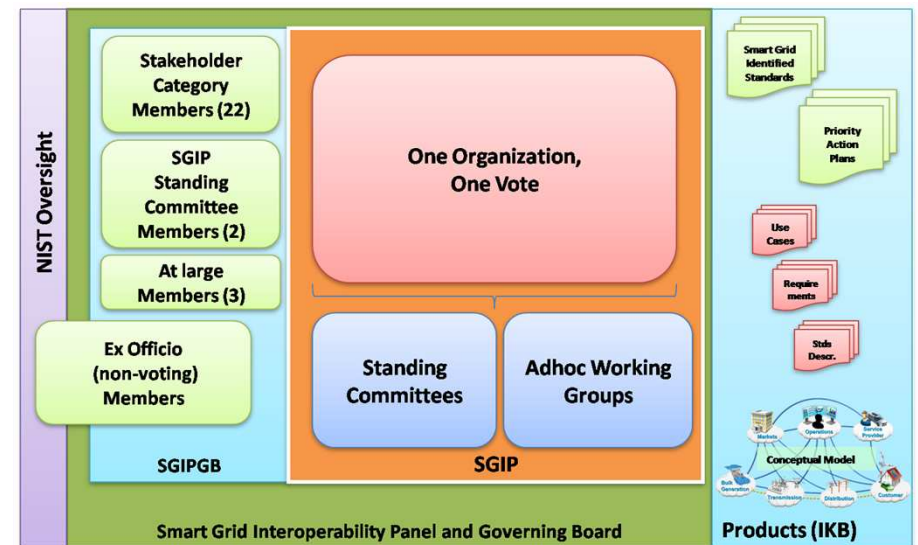 NIST Oversight
Stakeholder
Category
Members (22)
SGIP
Standing
Committee
Members (2)
At large
Members (3)
Ex Officio
(non-voting)
Members
SGIPGB
One Organization,
One Vote
Standing
Committees
Adhoc Working
Groups
SGIP
Smart Grid Interoperability Panel and Governing Board
Smart Grid
Identified
Standards
Priority
Action
Plans
Use
Cases
Require
ments
Stds
Descr.
Markets
Operations
Service
Provider
Conceptual Model
Bulk
Generation
Transmission
Distribution
Customer
Products (IKB)